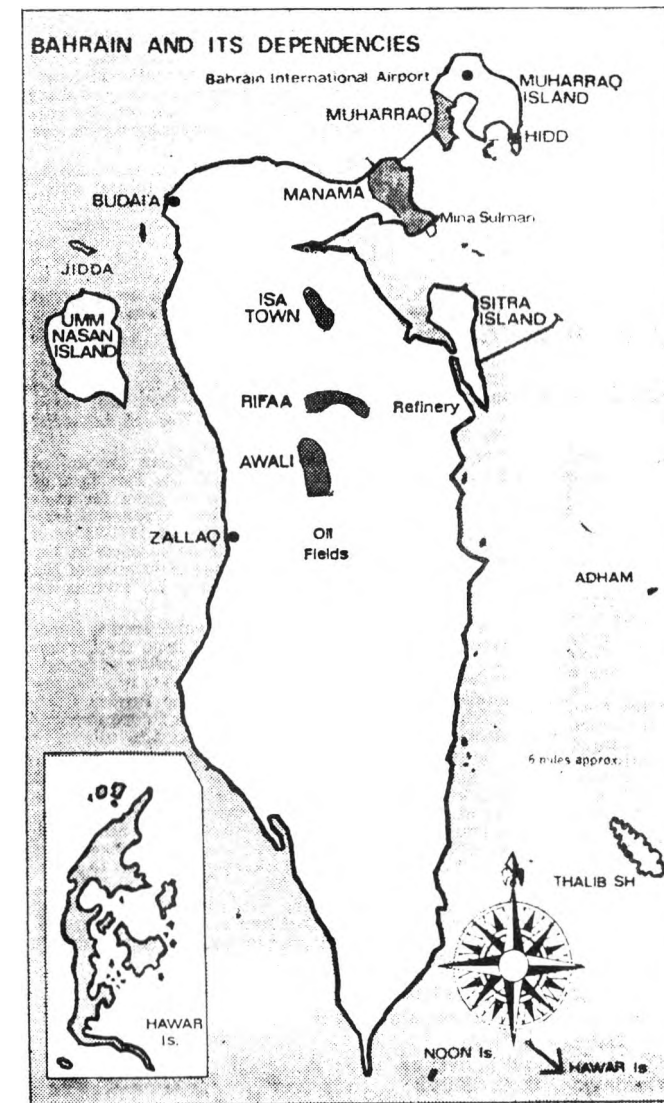 BAHRAIN AND ITS DEPENDENCIES
Bahrain International Airport
MUHARRAQ
ISLAND
MUHARRAQ
HIDD
MANAMA
BUDAI'A
Mina Sulman
JIDDA
ISA
TOWN
SITRA
ISLAND
UMM
NASAN
ISLAND
RIFAA
Refinery
AWALI
ZALLAQ
Oil
Fields
ADHAM
6 miles approx.
THALIB SH
HAWAR
Is.
NOON Is.
HAWAR Is